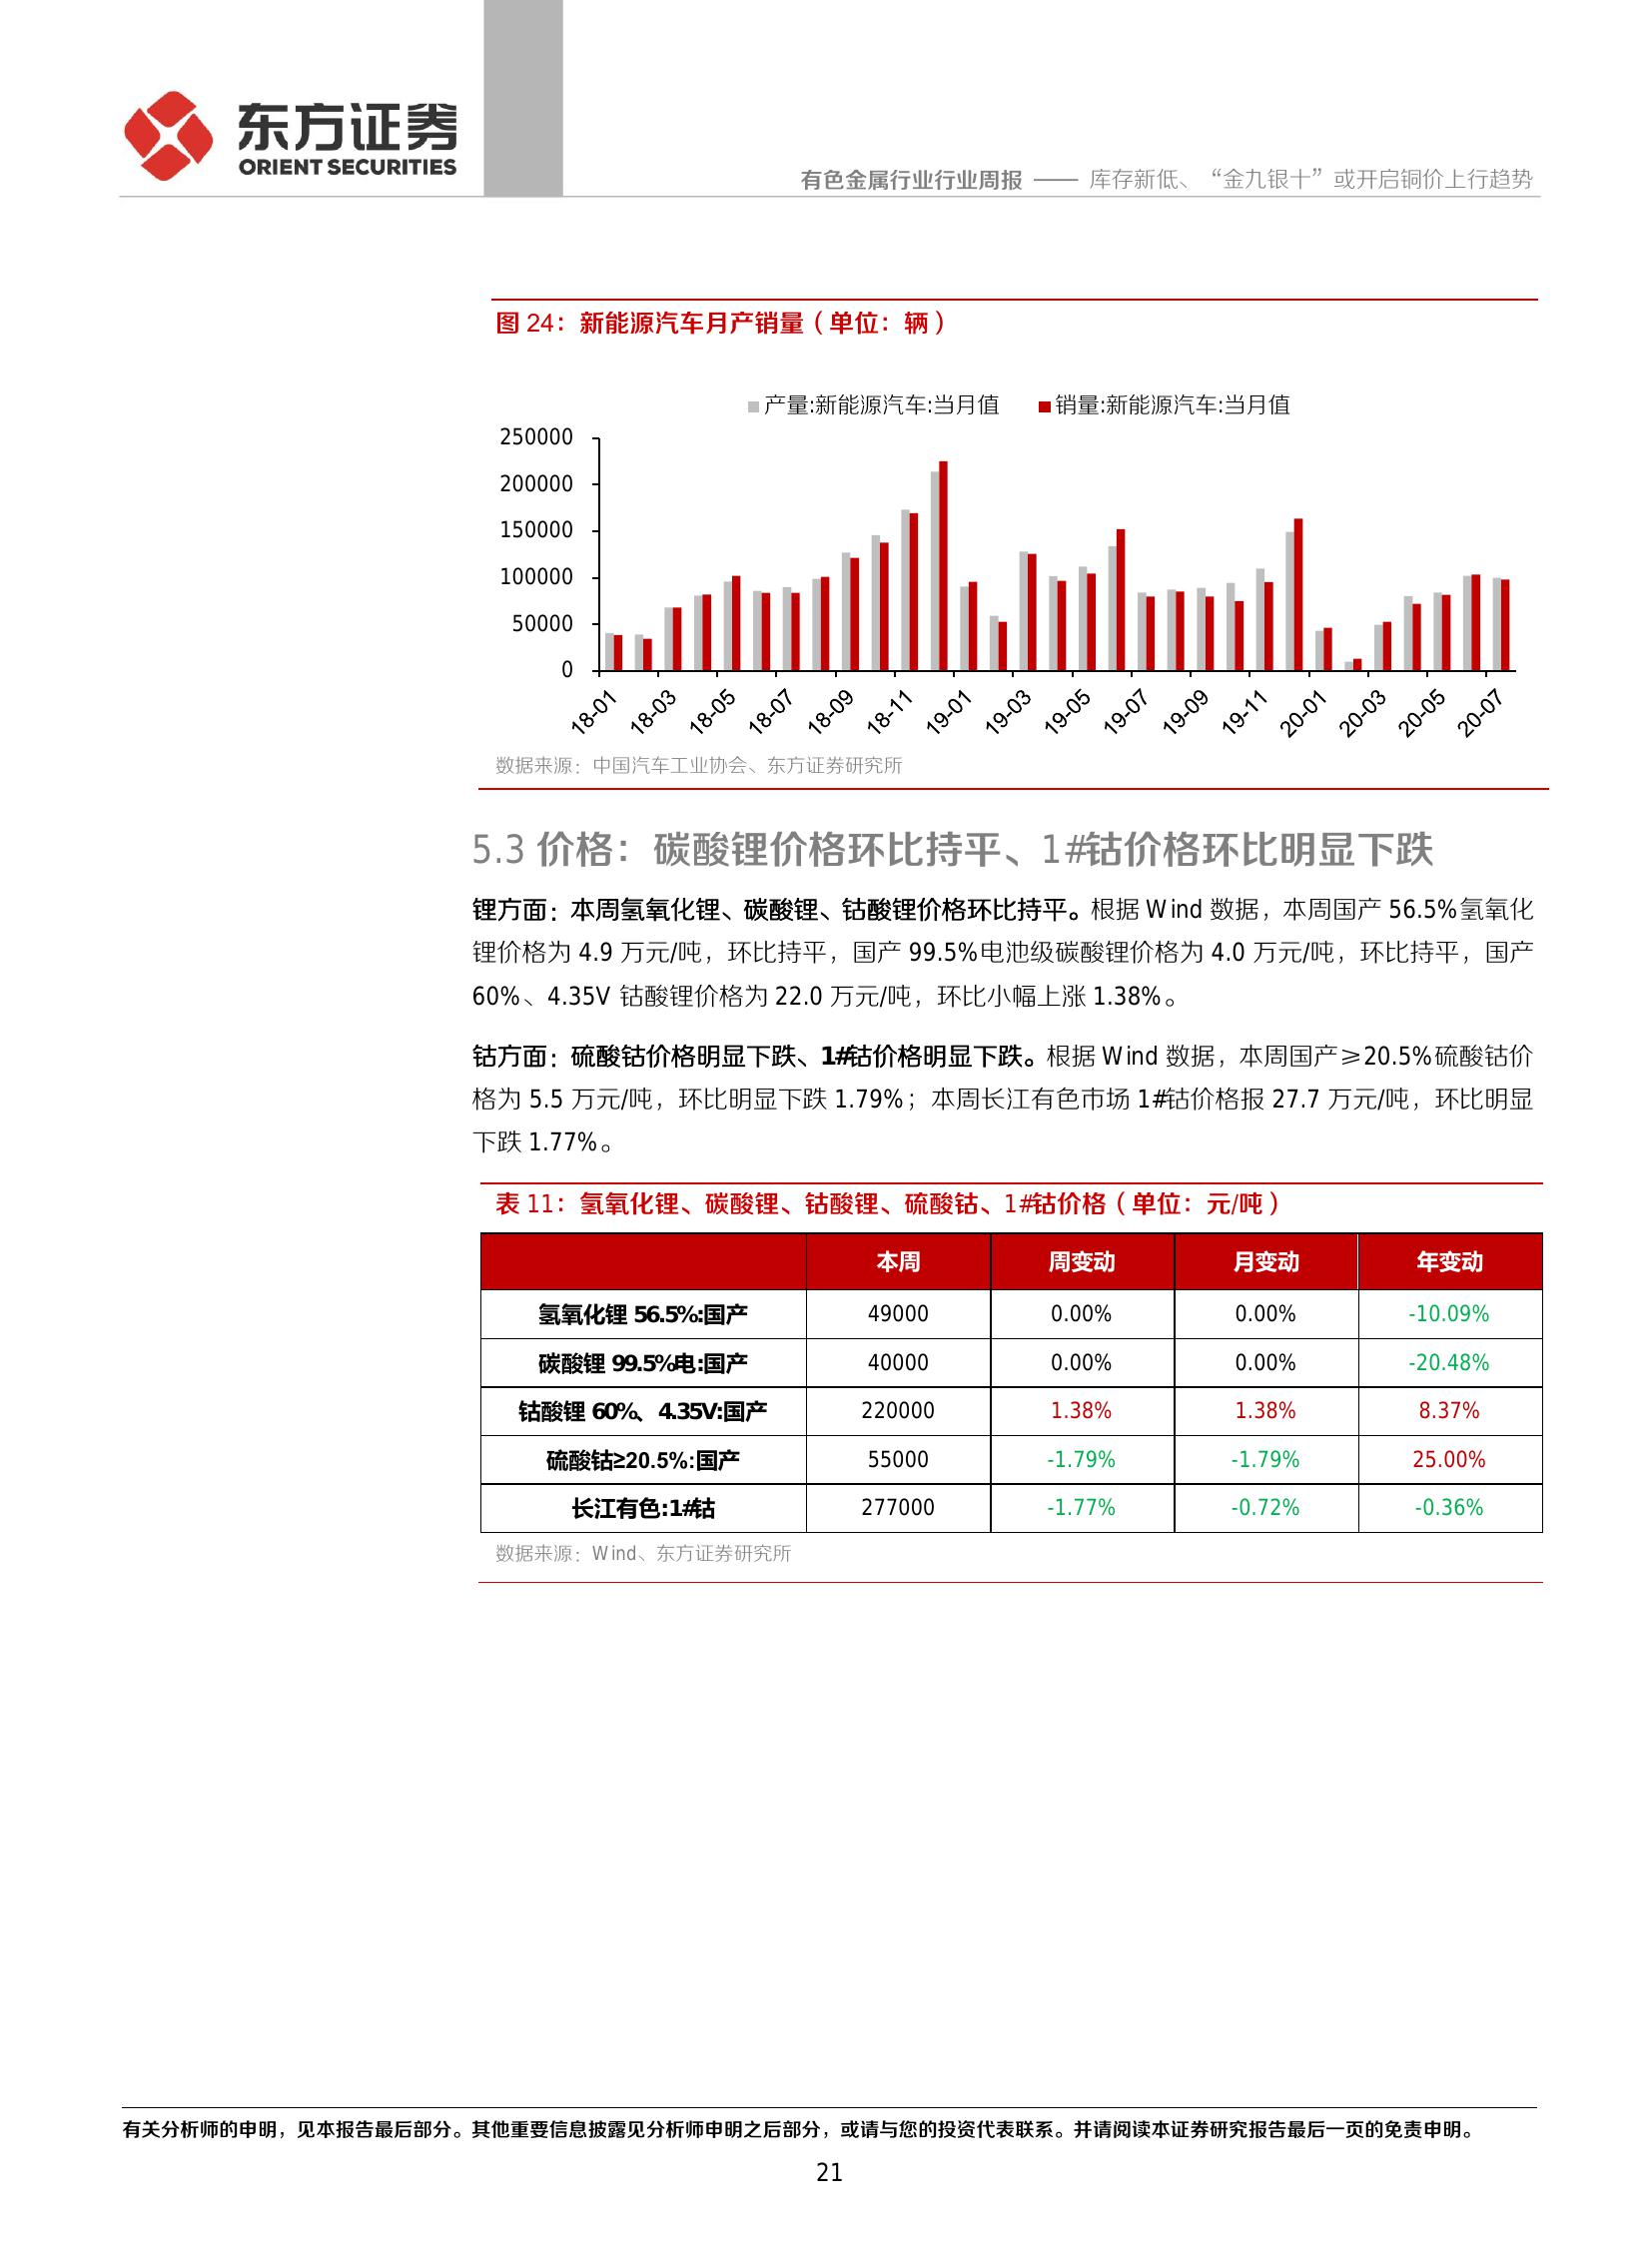 东方证券
ORIENT SECURITIES
有色金属行业行业周报 —— 库存新低、“金九银十”或开启铜价上行趋势
图 24：新能源汽车月产销量（单位：辆）
产量:新能源汽车:当月值 销量:新能源汽车:当月值
250000
200000
150000
100000
50000
0
18-01 18-03 18-05 18-07 18-09 18-11 19-01 19-03 19-05 19-07 19-09 19-11 20-01 20-03 20-05 20-07
数据来源：中国汽车工业协会、东方证券研究所
5.3 价格：碳酸锂价格环比持平、1#钴价格环比明显下跌
锂方面：本周氢氧化锂、碳酸锂、钴酸锂价格环比持平。根据 Wind 数据，本周国产 56.5%氢氧化
锂价格为 4.9 万元/吨，环比持平，国产 99.5%电池级碳酸锂价格为 4.0 万元/吨，环比持平，国产
60%、4.35V 钴酸锂价格为 22.0 万元/吨，环比小幅上涨 1.38%。
钴方面：硫酸钴价格明显下跌、1#钴价格明显下跌。根据 Wind 数据，本周国产≥20.5%硫酸钴价
格为 5.5 万元/吨，环比明显下跌 1.79%；本周长江有色市场 1#钴价格报 27.7 万元/吨，环比明显
下跌 1.77%。
表 11：氢氧化锂、碳酸锂、钴酸锂、硫酸钴、1#钴价格（单位：元/吨）
本周 周变动 月变动 年变动
氢氧化锂 56.5%:国产 49000 0.00% 0.00% -10.09%
碳酸锂 99.5%电:国产 40000 0.00% 0.00% -20.48%
钴酸锂 60%、4.35V:国产 220000 1.38% 1.38% 8.37%
硫酸钴≥20.5%:国产 55000 -1.79% -1.79% 25.00%
长江有色:1#钴 277000 -1.77% -0.72% -0.36%
数据来源：Wind、东方证券研究所
有关分析师的申明，见本报告最后部分。其他重要信息披露见分析师申明之后部分，或请与您的投资代表联系。并请阅读本证券研究报告最后一页的免责申明。
21